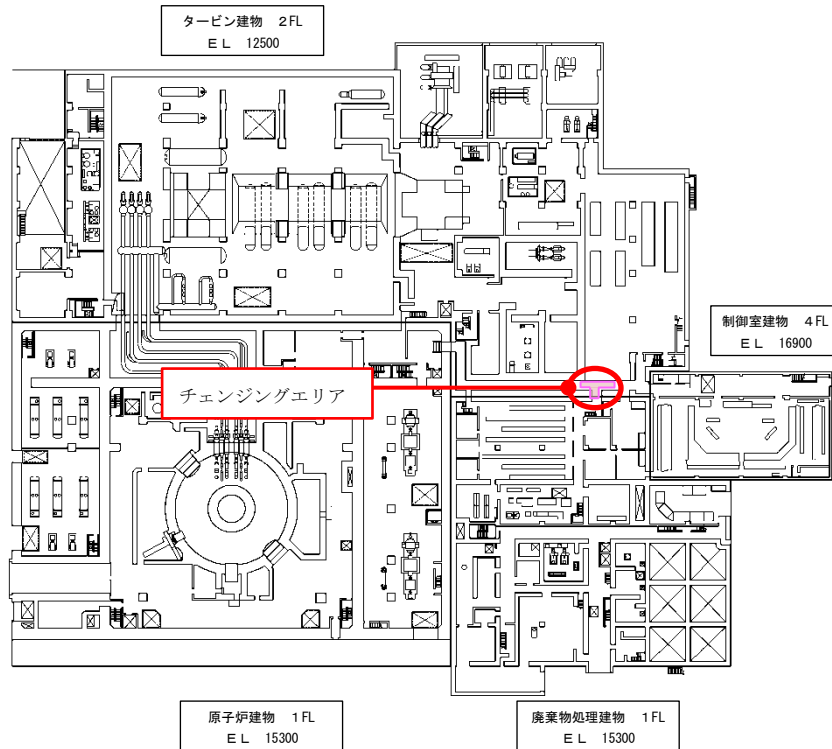 タービン建物 2FL
EL 12500
制御室建物 4FL
EL 16900
チェンジングエリア
原子炉建物 1FL
EL 15300
廃棄物処理建物 1FL
EL 15300